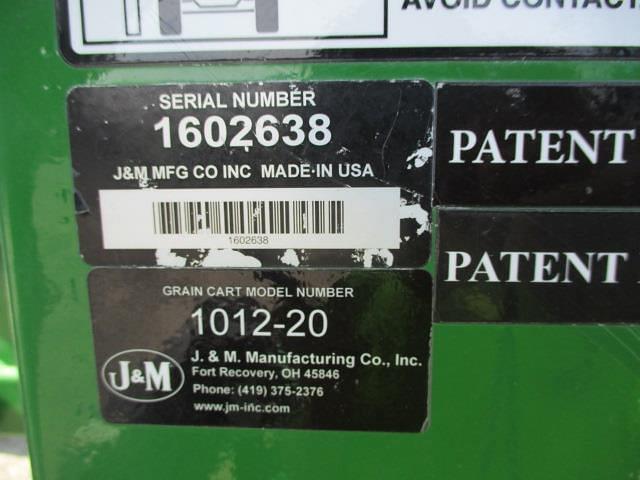 AVOID CONTACT
SERIAL NUMBER
1602638
J&M MFG CO INC MADE-IN USA
1602638
PATENT
PATENT
GRAIN CART MODEL NUMBER
1012-20
J&M
J. & M. Manufacturing Co., Inc.
Fort Recovery, OH 45846
Phone: (419) 375-2376
www.jm-inc.com